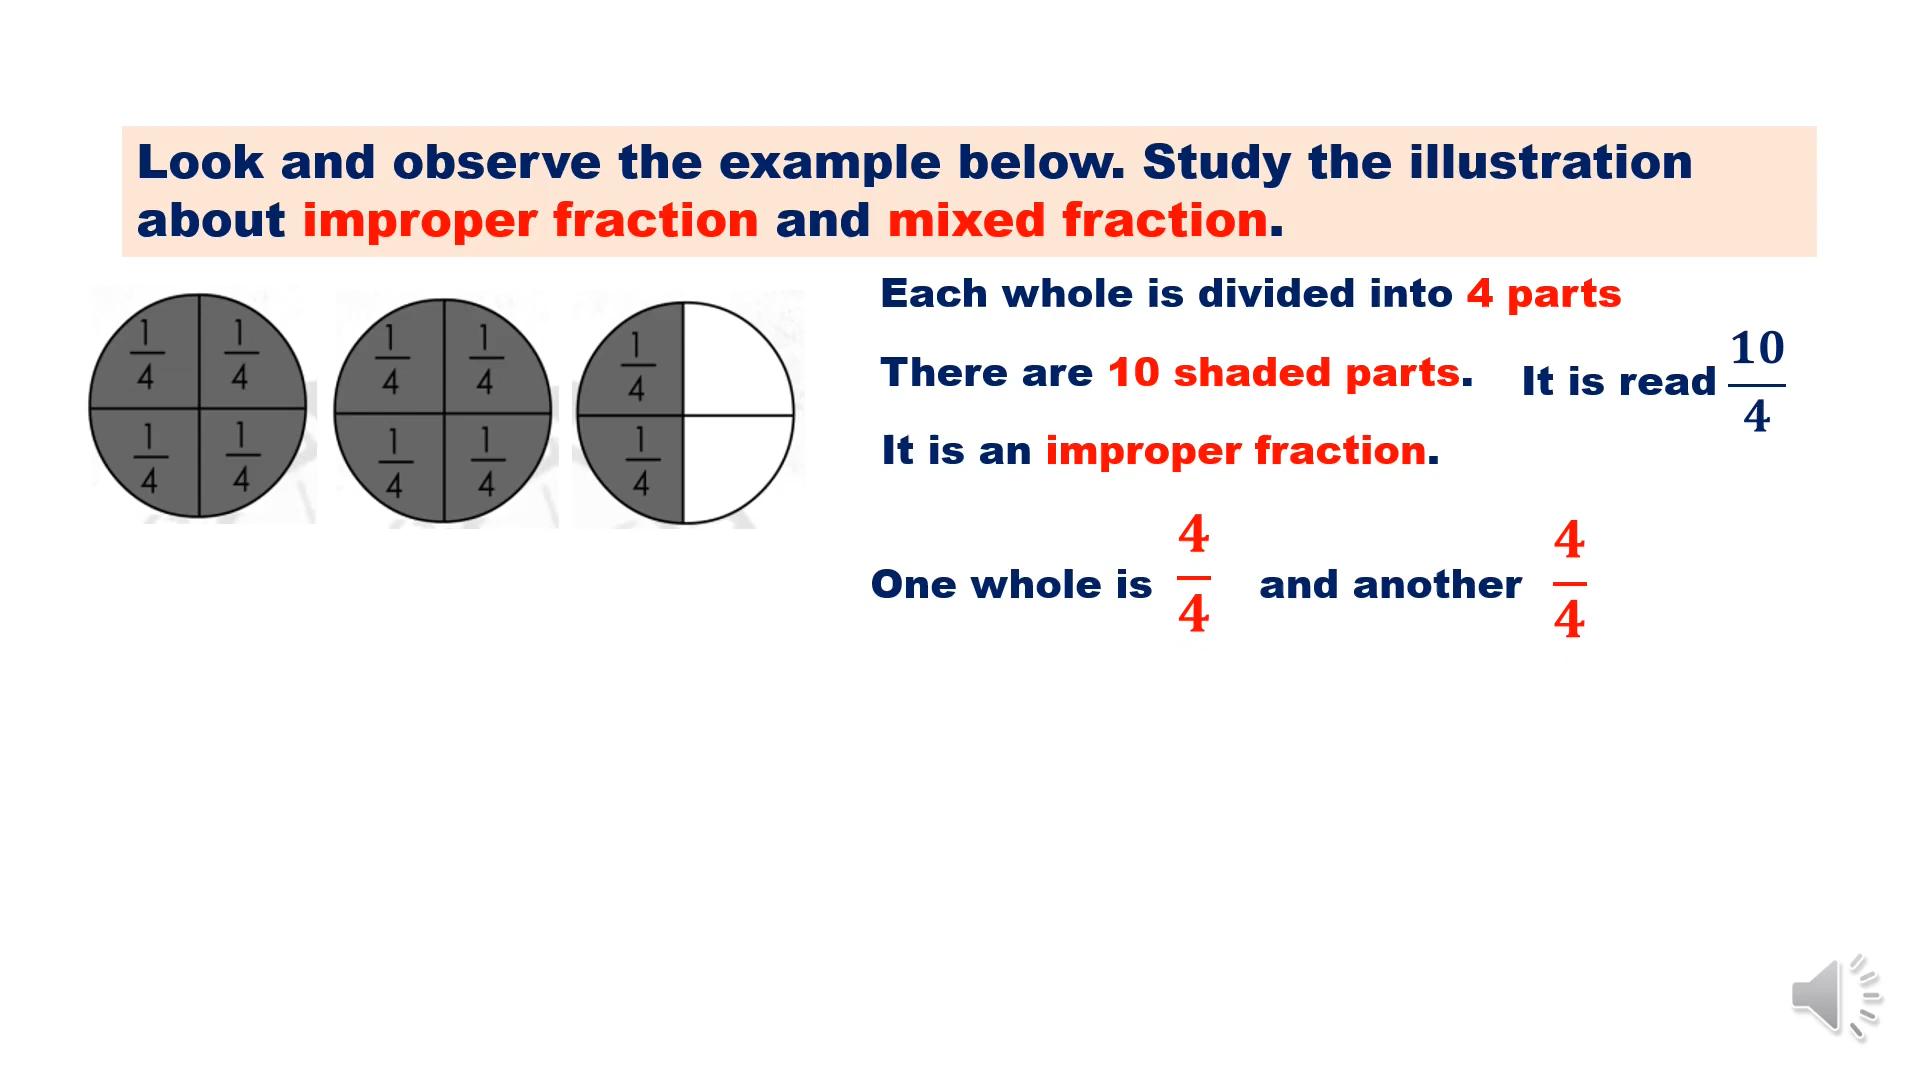 Look and observe the example below. Study the illustration
about improper fraction and mixed fraction.
1/4 1/4 1/4 1/4 1/4
1/4 1/4 1/4 1/4 1/4
Each whole is divided into 4 parts
There are 10 shaded parts. It is read 10/4
It is an improper fraction.
One whole is 4/4 and another 4/4